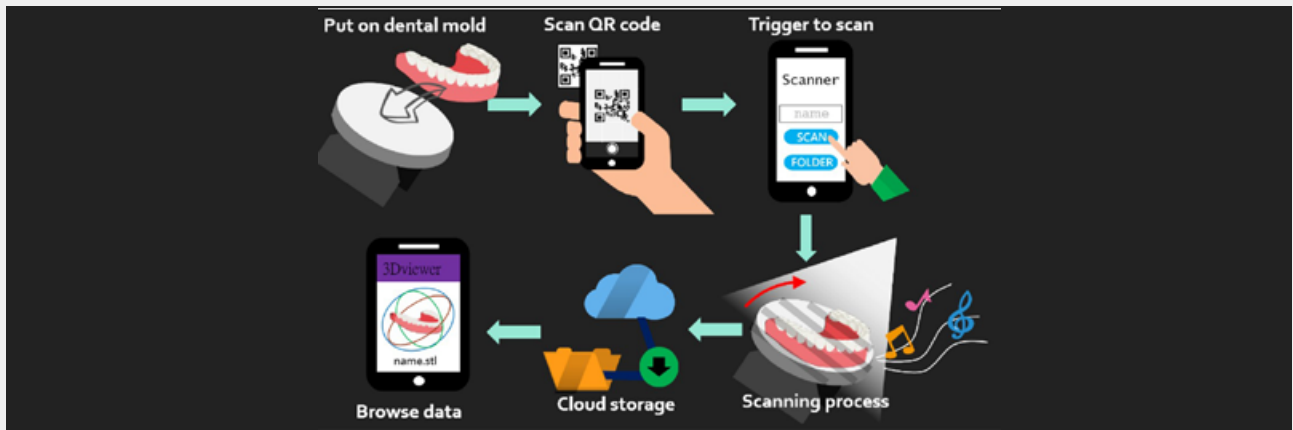 Put on dental mold
Scan QR code
Trigger to scan
Scanner
name
SCAN
FOLDER
Scanning process
Cloud storage
3Dviewer
name.stl
Browse data